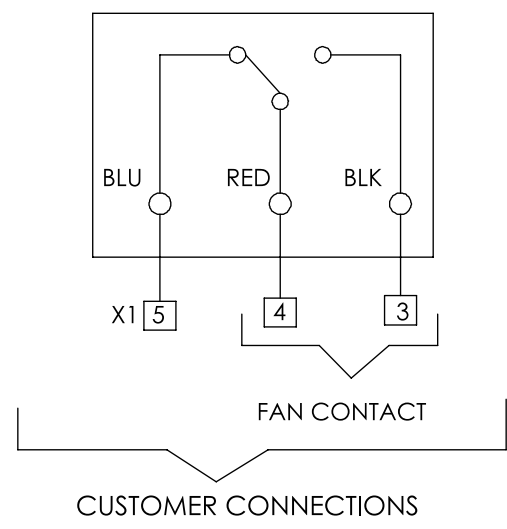 BLU RED BLK
X1 5 4 3
FAN CONTACT
CUSTOMER CONNECTIONS